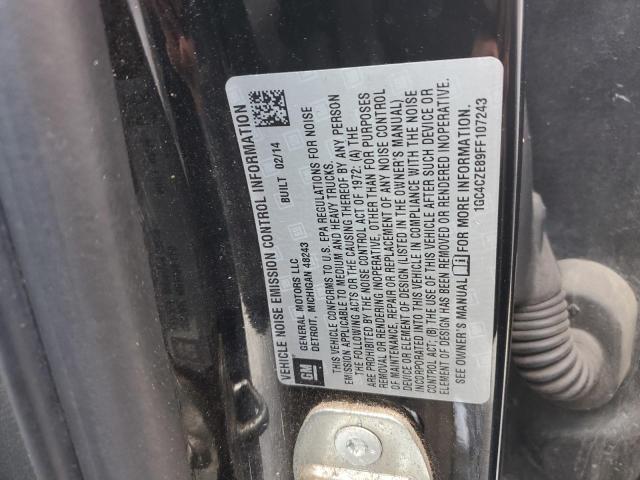 VEHICLE NOISE EMISSION CONTROL INFORMATION
GM
GENERAL MOTORS LLC
DETROIT, MICHIGAN 48243
BUILT 02/14
THIS VEHICLE CONFORMS TO U.S. EPA REGULATIONS FOR NOISE
EMISSION APPLICABLE TO MEDIUM AND HEAVY TRUCKS.
THE FOLLOWING ACTS OR THE CAUSING THEREOF BY ANY PERSON
ARE PROHIBITED BY THE NOISE CONTROL ACT OF 1972: (A) THE
REMOVAL OR RENDERING INOPERATIVE, OTHER THAN FOR PURPOSES
OF MAINTENANCE, REPAIR OR REPLACEMENT OF ANY NOISE CONTROL
DEVICE OR ELEMENT OF DESIGN (LISTED IN THE OWNER'S MANUAL)
INCORPORATED INTO THIS VEHICLE IN COMPLIANCE WITH THE NOISE
CONTROL ACT; (B) THE USE OF THIS VEHICLE AFTER SUCH DEVICE OR
ELEMENT OF DESIGN HAS BEEN REMOVED OR RENDERED INOPERATIVE.
SEE OWNER'S MANUAL FOR MORE INFORMATION.
1GC4CZEB9FF107243